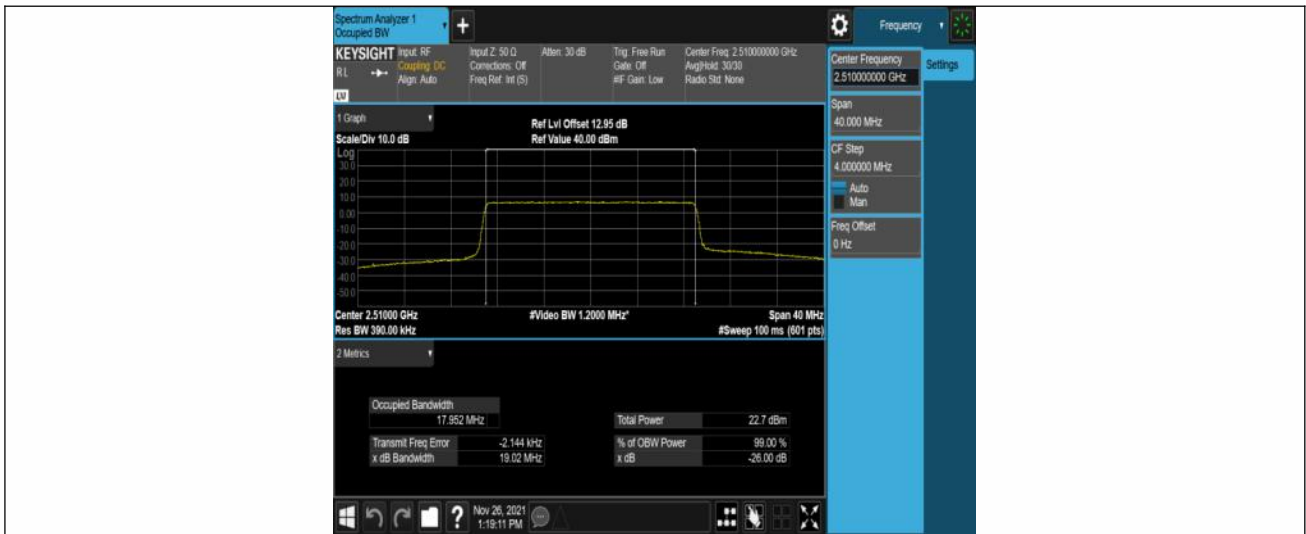 Spectrum Analyzer 1
Occupied BW
+
Frequency
KEYSIGHT Input: RF Input Z: 50 Ω Atten: 30 dB Trig: Free Run Center Freq: 2.510000000 GHz
R L Coupling: DC Corrections: Off Gate: Off Avg|Hold: 30/30
Align: Auto Freq Ref: Int (S) #IF Gain: Low Radio Std: None
LXI
Center Frequency
2.510000000 GHz
Settings
Span
40.000 MHz
CF Step
4.000000 MHz
Auto
Man
Freq Offset
0 Hz
1 Graph
Ref Lvl Offset 12.95 dB
Scale/Div 10.0 dB Ref Value 40.00 dBm
Log
30.0
20.0
10.0
0.00
-10.0
-20.0
-30.0
-40.0
-50.0
Center 2.51000 GHz #Video BW 1.2000 MHz* Span 40 MHz
Res BW 390.00 kHz #Sweep 100 ms (601 pts)
2 Metrics
Occupied Bandwidth
17.952 MHz Total Power 22.7 dBm
Transmit Freq Error -2.144 kHz % of OBW Power 99.00 %
x dB Bandwidth 19.02 MHz x dB -26.00 dB
? Nov 26, 2021
1:19:11 PM